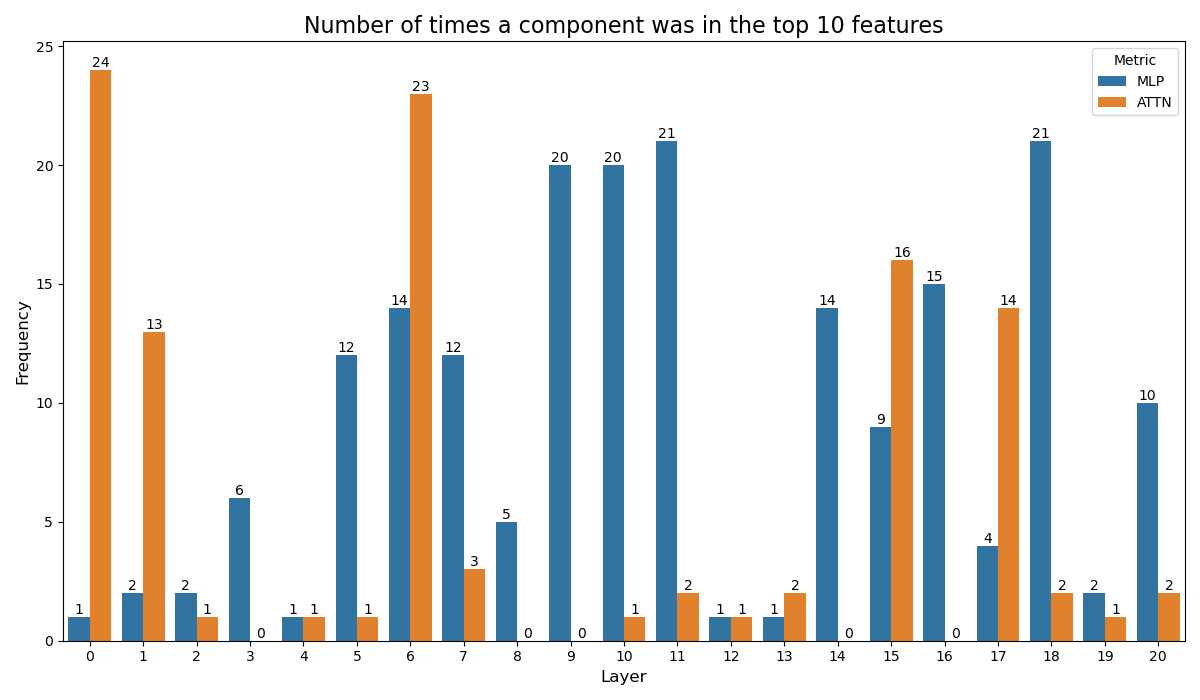 Number of times a component was in the top 10 features
Metric
MLP
ATTN
Frequency
25
20
15
10
5
0
1 24 2 13 2 1 6 0 1 1 12 1 14 23 12 3 5 0 20 0 20 1 21 2 1 1 1 2 14 0 9 16 15 0 4 14 21 2 2 1 10 2
0 1 2 3 4 5 6 7 8 9 10 11 12 13 14 15 16 17 18 19 20
Layer